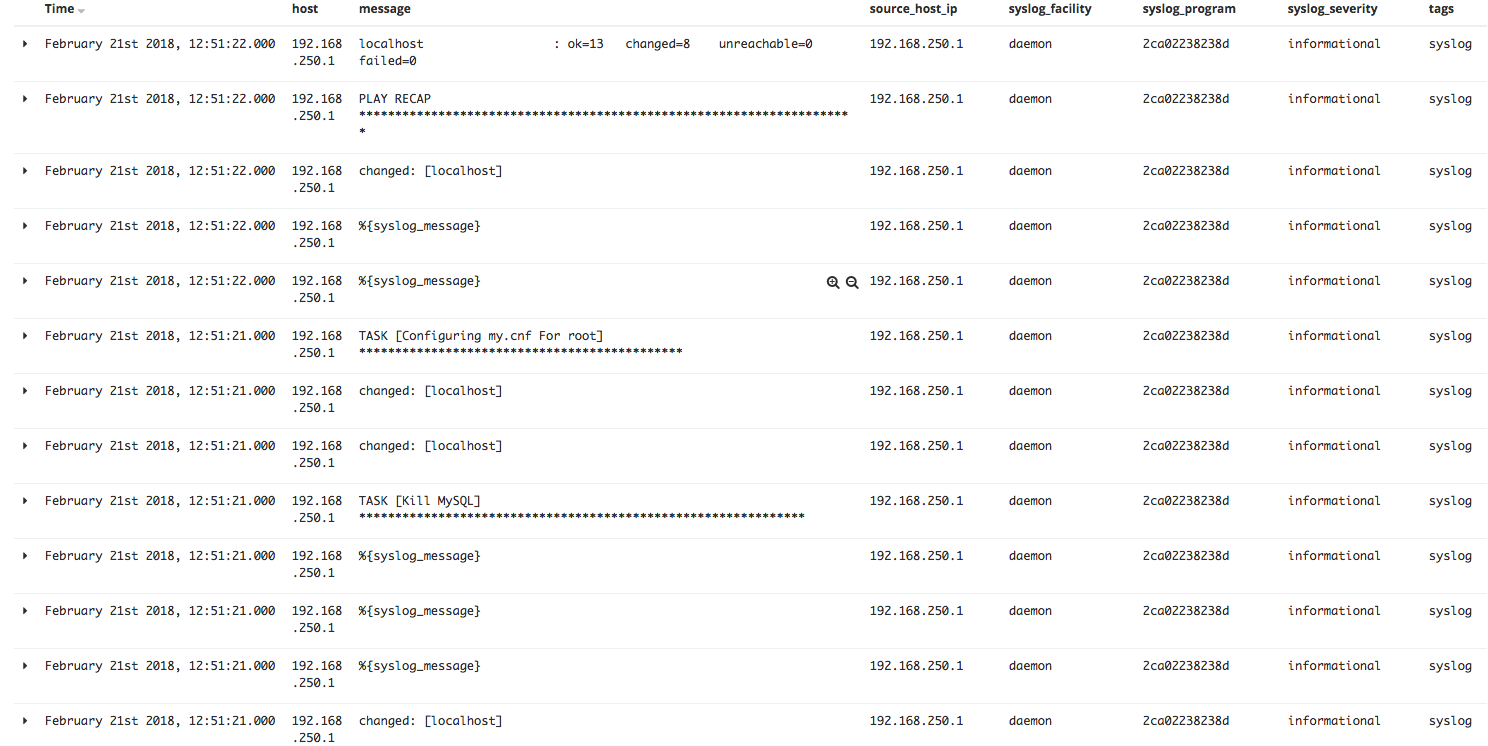 Time host message source_host_ip syslog_facility syslog_program syslog_severity tags
February 21st 2018, 12:51:22.000 192.168 localhost : ok=13 changed=8 unreachable=0 192.168.250.1 daemon 2ca02238238d informational syslog
.250.1 failed=0
February 21st 2018, 12:51:22.000 192.168 PLAY RECAP 192.168.250.1 daemon 2ca02238238d informational syslog
.250.1 ********************************************************************
*
February 21st 2018, 12:51:22.000 192.168 changed: [localhost] 192.168.250.1 daemon 2ca02238238d informational syslog
.250.1
February 21st 2018, 12:51:22.000 192.168 %{syslog_message} 192.168.250.1 daemon 2ca02238238d informational syslog
.250.1
February 21st 2018, 12:51:22.000 192.168 %{syslog_message} 192.168.250.1 daemon 2ca02238238d informational syslog
.250.1
February 21st 2018, 12:51:21.000 192.168 TASK [Configuring my.cnf For root] 192.168.250.1 daemon 2ca02238238d informational syslog
.250.1 *********************************************
February 21st 2018, 12:51:21.000 192.168 changed: [localhost] 192.168.250.1 daemon 2ca02238238d informational syslog
.250.1
February 21st 2018, 12:51:21.000 192.168 changed: [localhost] 192.168.250.1 daemon 2ca02238238d informational syslog
.250.1
February 21st 2018, 12:51:21.000 192.168 TASK [Kill MySQL] 192.168.250.1 daemon 2ca02238238d informational syslog
.250.1 **************************************************************
February 21st 2018, 12:51:21.000 192.168 %{syslog_message} 192.168.250.1 daemon 2ca02238238d informational syslog
.250.1
February 21st 2018, 12:51:21.000 192.168 %{syslog_message} 192.168.250.1 daemon 2ca02238238d informational syslog
.250.1
February 21st 2018, 12:51:21.000 192.168 %{syslog_message} 192.168.250.1 daemon 2ca02238238d informational syslog
.250.1
February 21st 2018, 12:51:21.000 192.168 changed: [localhost] 192.168.250.1 daemon 2ca02238238d informational syslog
.250.1